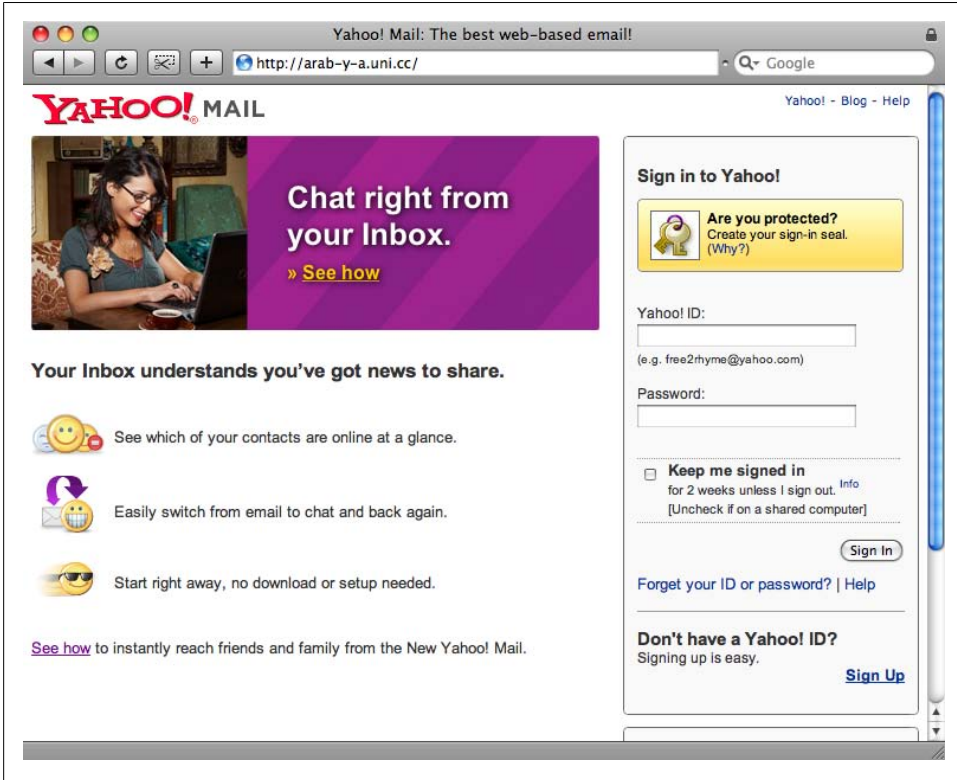 Yahoo! Mail: The best web-based email!
http://arab-y-a.uni.cc/
Google
YAHOO!® MAIL
Yahoo! - Blog - Help
Chat right from
your Inbox.
» See how
Your Inbox understands you've got news to share.
See which of your contacts are online at a glance.
Easily switch from email to chat and back again.
Start right away, no download or setup needed.
See how to instantly reach friends and family from the New Yahoo! Mail.
Sign in to Yahoo!
Are you protected?
Create your sign-in seal.
(Why?)
Yahoo! ID:
(e.g. free2rhyme@yahoo.com)
Password:
Keep me signed in
for 2 weeks unless I sign out. Info
[Uncheck if on a shared computer]
Sign In
Forget your ID or password? | Help
Don't have a Yahoo! ID?
Signing up is easy.
Sign Up